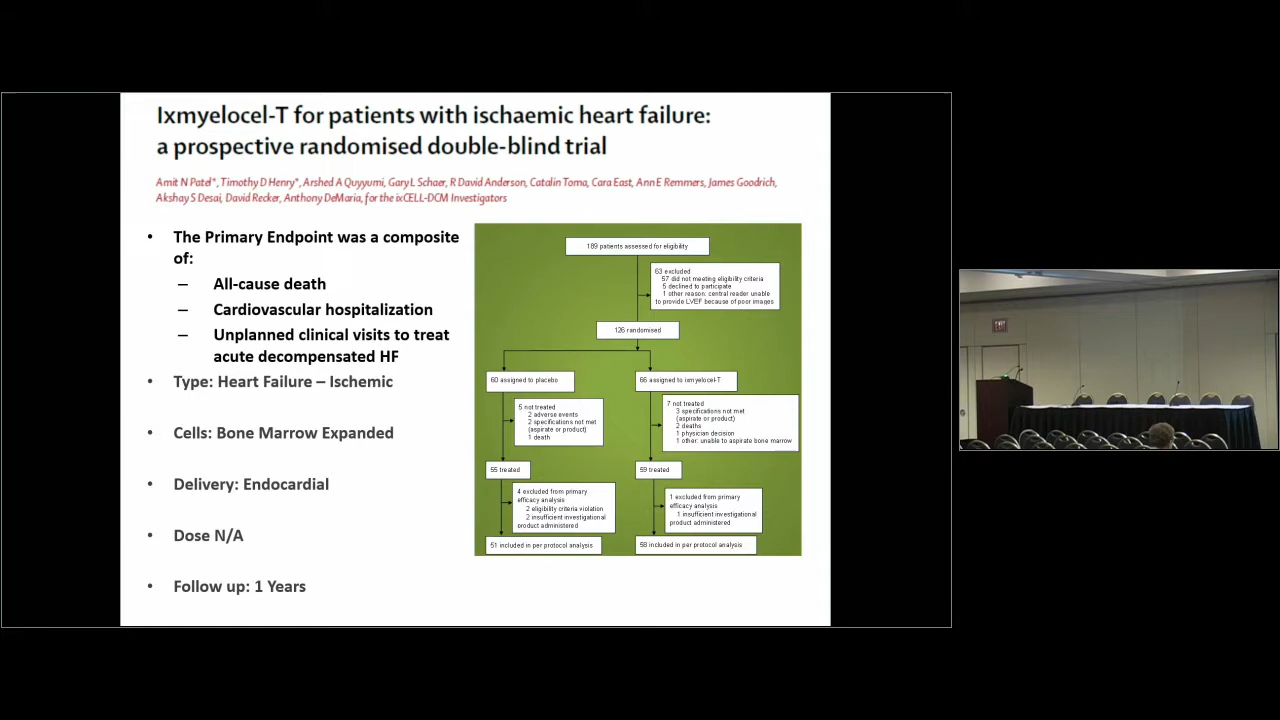 Ixmyelocel-T for patients with ischaemic heart failure:
a prospective randomised double-blind trial
Amit N Patel*, Timothy D Henry*, Arshed A Quyyumi, Gary L Schaer, R David Anderson, Catalin Toma, Cara East, Ann E Remmers, James Goodrich,
Akshay S Desai, David Recker, Anthony DeMaria, for the ixCELL-DCM Investigators
• The Primary Endpoint was a composite
of:
– All-cause death
– Cardiovascular hospitalization
– Unplanned clinical visits to treat
acute decompensated HF
• Type: Heart Failure – Ischemic
• Cells: Bone Marrow Expanded
• Delivery: Endocardial
• Dose N/A
• Follow up: 1 Years
189 patients assessed for eligibility
63 excluded
57 did not meeting eligibility criteria
5 declined to participate
1 other reason: central reader unable
to provide LVEF because of poor images
126 randomised
60 assigned to placebo
66 assigned to ixmyelocel-T
5 not treated
2 adverse events
2 specifications not met
(aspirate or product)
1 death
7 not treated
3 specifications not met
(aspirate or product)
2 deaths
1 physician decision
1 other: unable to aspirate bone marrow
55 treated
59 treated
4 excluded from primary
efficacy analysis
2 eligibility criteria violation
2 insufficient investigational
product administered
1 excluded from primary
efficacy analysis
1 insufficient investigational
product administered
51 included in per protocol analysis
58 included in per protocol analysis